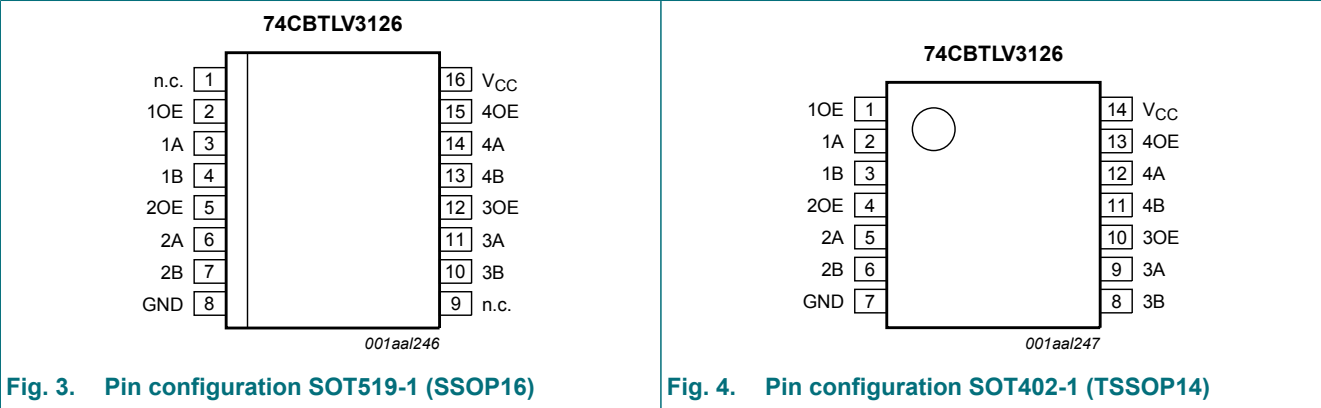 74CBTLV3126
n.c. 1 16 VCC
1OE 2 15 4OE
1A 3 14 4A
1B 4 13 4B
2OE 5 12 3OE
2A 6 11 3A
2B 7 10 3B
GND 8 9 n.c.
001aal246
Fig. 3. Pin configuration SOT519-1 (SSOP16)
74CBTLV3126
1OE 1 14 VCC
1A 2 13 4OE
1B 3 12 4A
2OE 4 11 4B
2A 5 10 3OE
2B 6 9 3A
GND 7 8 3B
001aal247
Fig. 4. Pin configuration SOT402-1 (TSSOP14)